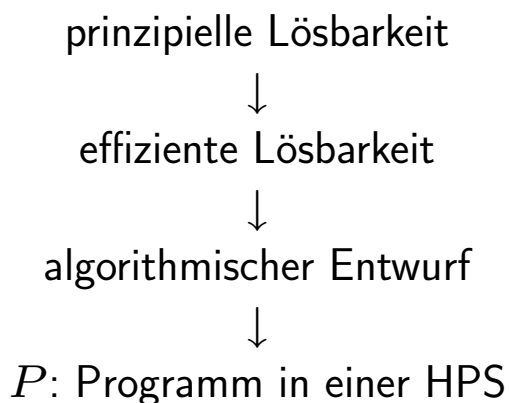 prinzipielle Lösbarkeit
↓
effiziente Lösbarkeit
↓
algorithmischer Entwurf
↓
P: Programm in einer HPS